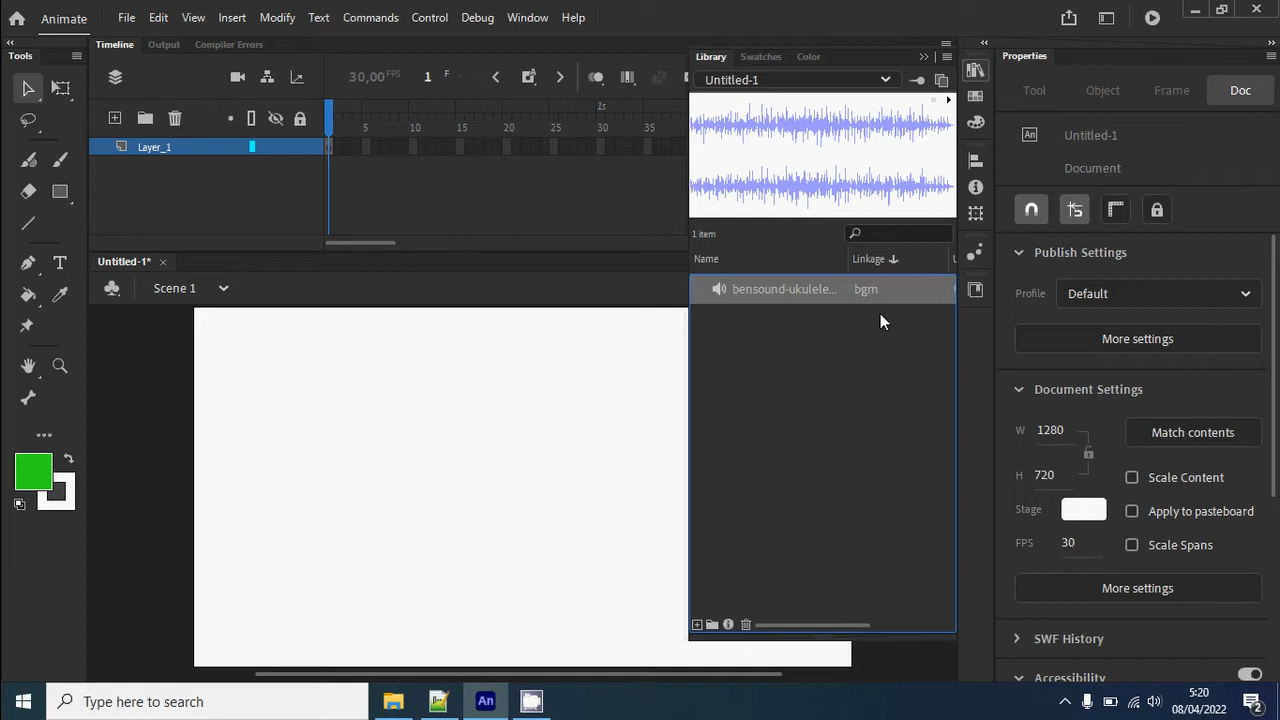 Animate File Edit View Insert Modify Text Commands Control Debug Window Help
Timeline Output Compiler Errors
Library Swatches Color
Tools
Properties
30,00 FPS 1 F
Untitled-1
Tool Object Frame Doc
1s
5 10 15 20 25 30 35
An Untitled-1
Document
Layer_1
1 item
Name Linkage
bensound-ukulele... bgm
Untitled-1*
Scene 1
Publish Settings
Profile Default
More settings
Document Settings
W 1280
Match contents
H 720
Scale Content
Stage
Apply to pasteboard
FPS 30
Scale Spans
More settings
SWF History
Accessibility
Type here to search
An
5:20
08/04/2022
2